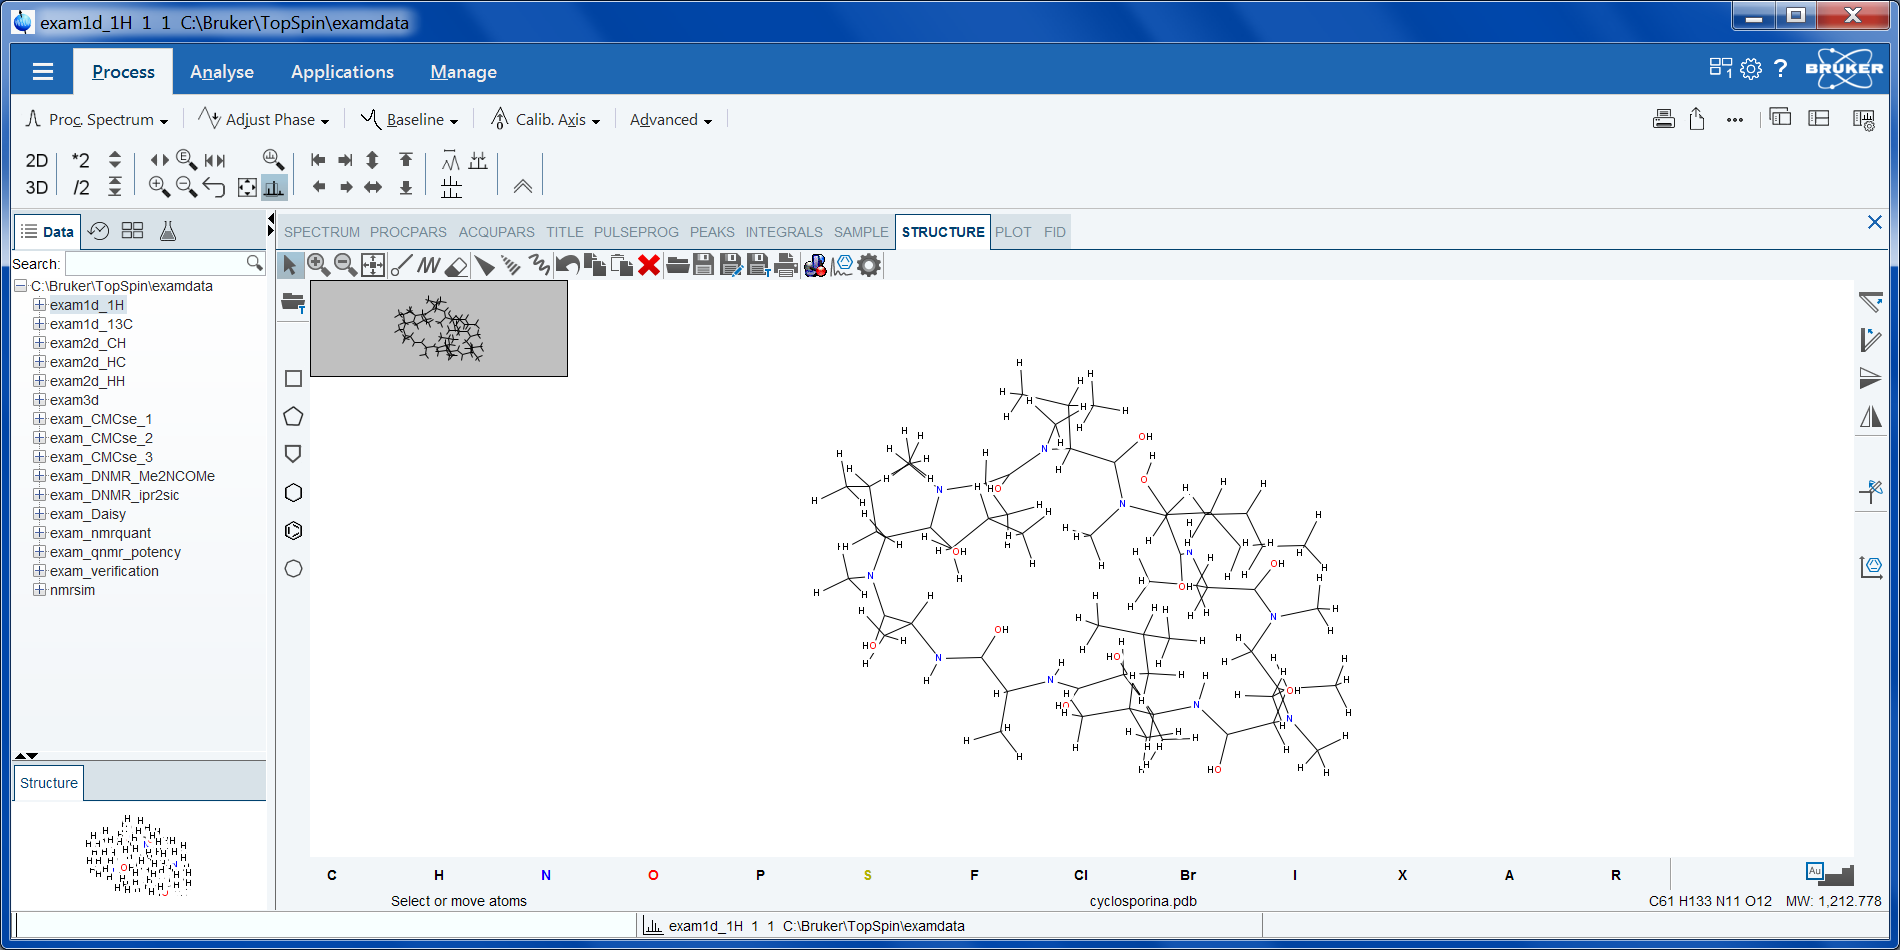 exam1d_1H 1 1 C:\Bruker\TopSpin\examdata
Process Analyse Applications Manage
1 ? BRUKER
Proc. Spectrum Adjust Phase Baseline Calib. Axis Advanced
2D *2 E
3D /2
Data SPECTRUM PROCPARS ACQUPARS TITLE PULSEPROG PEAKS INTEGRALS SAMPLE STRUCTURE PLOT FID
Search:
C:\Bruker\TopSpin\examdata
exam1d_1H
exam1d_13C
exam2d_CH
exam2d_HC
exam2d_HH
exam3d
exam_CMCse_1
exam_CMCse_2
exam_CMCse_3
exam_DNMR_Me2NCOMe
exam_DNMR_ipr2sic
exam_Daisy
exam_nmrquant
exam_qnmr_potency
exam_verification
nmrsim
Structure
C H N O P S F Cl Br I X A R
Au
Select or move atoms cyclosporina.pdb C61 H133 N11 O12 MW: 1,212.778
exam1d_1H 1 1 C:\Bruker\TopSpin\examdata